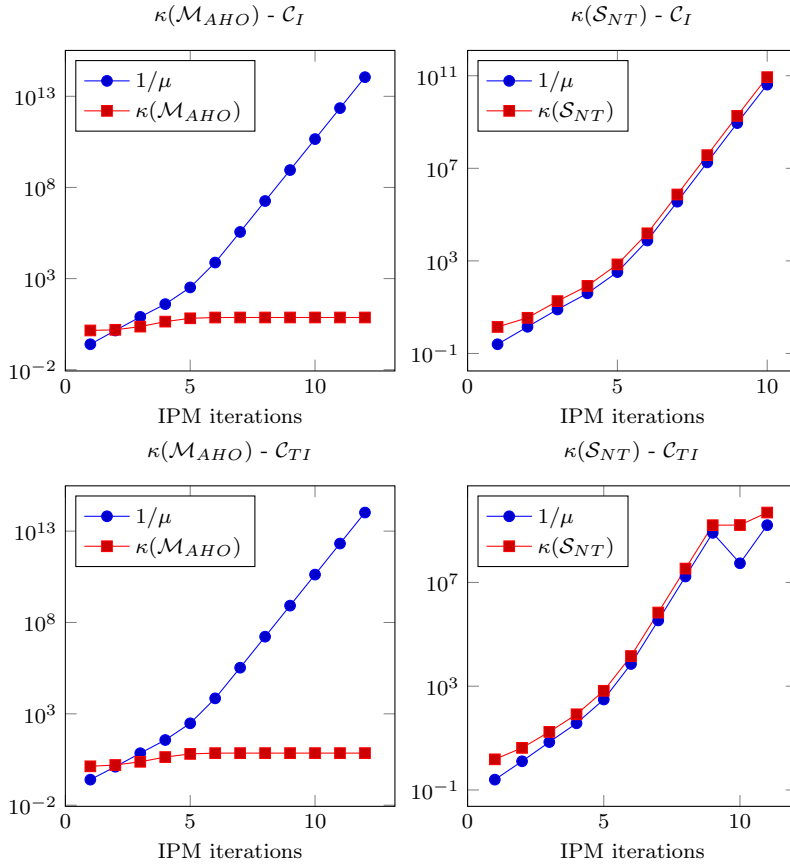 κ(M_AHO) - C_I
10^13
10^8
10^3
10^−2
0
5
10
IPM iterations
1/μ
κ(M_AHO)
κ(S_NT) - C_I
10^11
10^7
10^3
10^−1
0
5
10
IPM iterations
1/μ
κ(S_NT)
κ(M_AHO) - C_TI
10^13
10^8
10^3
10^−2
0
5
10
IPM iterations
1/μ
κ(M_AHO)
κ(S_NT) - C_TI
10^7
10^3
10^−1
0
5
10
IPM iterations
1/μ
κ(S_NT)